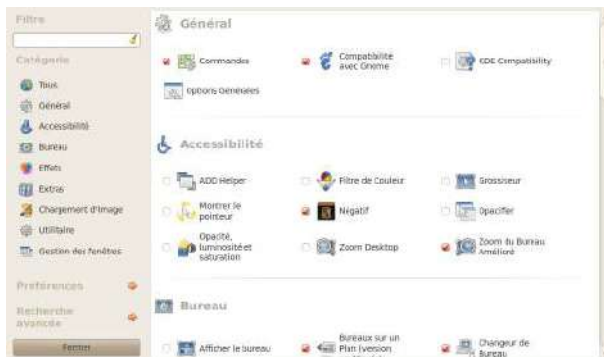 Filtre
Catégorie
Tous
Général
Accessibilité
Bureau
Effets
Extras
Chargement d'Image
Utilitaire
Gestion des fenêtres
Préférences
Recherche
avancée
Fermer
Général
Commandes
Compatibilité
avec Gnome
KDE Compatibility
Options Générales
Accessibilité
ADD Helper
Filtre de Couleur
Grossiseur
Montrer le
pointeur
Négatif
Opacifier
Opacité,
luminosité et
saturation
Zoom Desktop
Zoom du Bureau
Amélioré
Bureau
Afficher le bureau
Bureaux sur un
Plan (version
Changeur de
Bureau